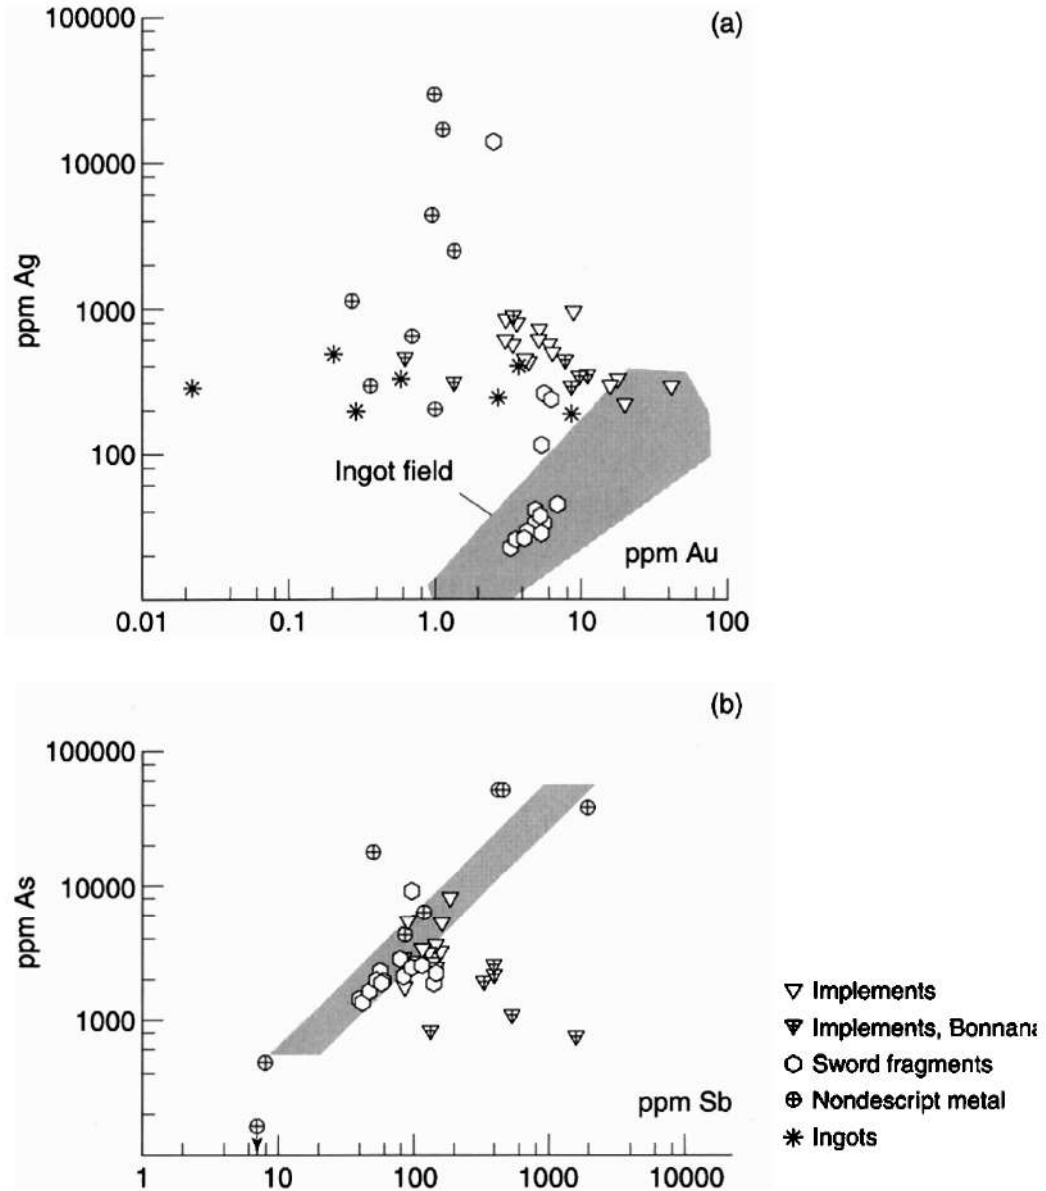 (a)
100000
10000
1000
100
ppm Ag
Ingot field
ppm Au
0.01 0.1 1.0 10 100
(b)
100000
10000
1000
ppm As
ppm Sb
1 10 100 1000 10000
Implements
Implements, Bonnana
Sword fragments
Nondescript metal
Ingots